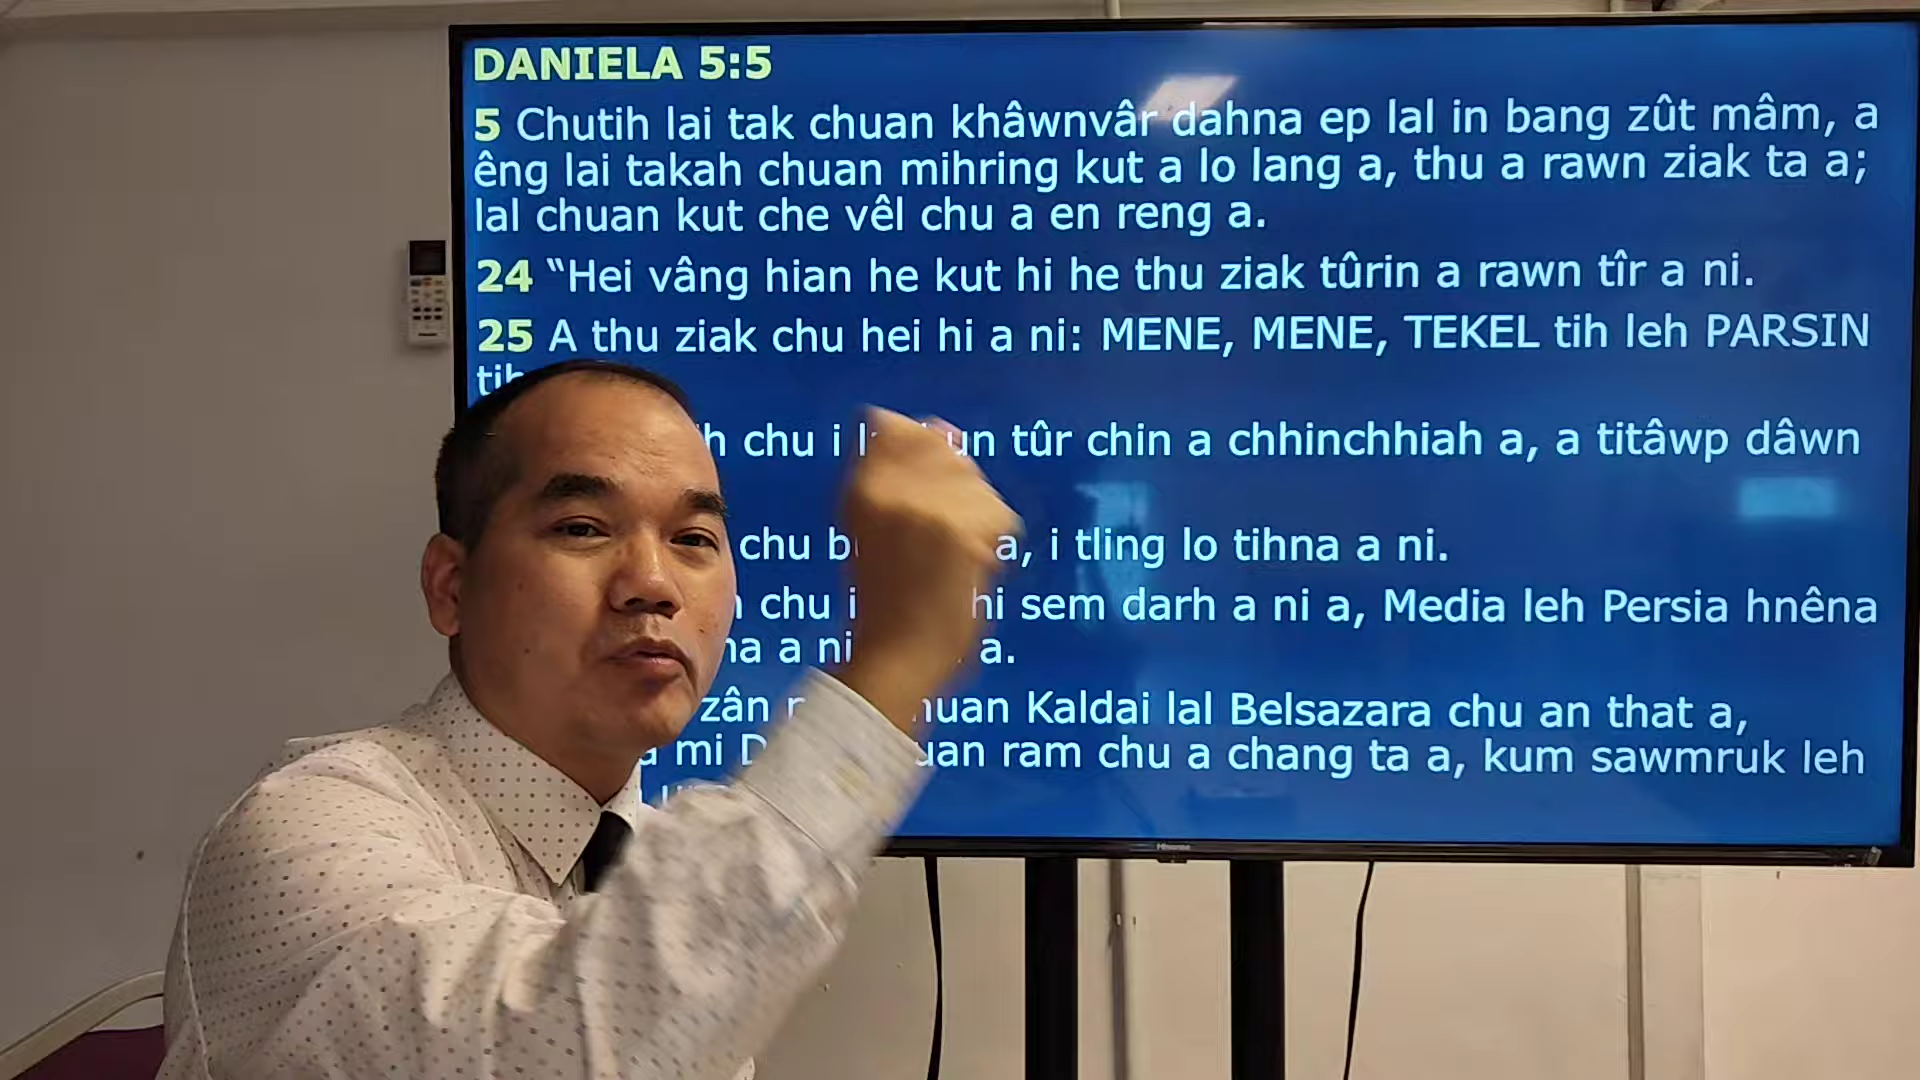 DANIELA 5:5
5 Chutih lai tak chuan khâwnvâr dahna ep lal in bang zût mâm, a
êng lai takah chuan mihring kut a lo lang a, thu a rawn ziak ta a;
lal chuan kut che vêl chu a en reng a.
24 “Hei vâng hian he kut hi he thu ziak tûrin a rawn tîr a ni.
25 A thu ziak chu hei hi a ni: MENE, MENE, TEKEL tih leh PARSIN
tih
chu i tûr chin a chhinchhiah a, a titâwp dâwn
chu a, i tling lo tihna a ni.
chu i hi sem darh a ni a, Media leh Persia hnêna
a ni a.
zân chuan Kaldai lal Belsazara chu an that a,
mi chuan ram chu a chang ta a, kum sawmruk leh
Hisense